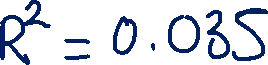 R² = 0.035